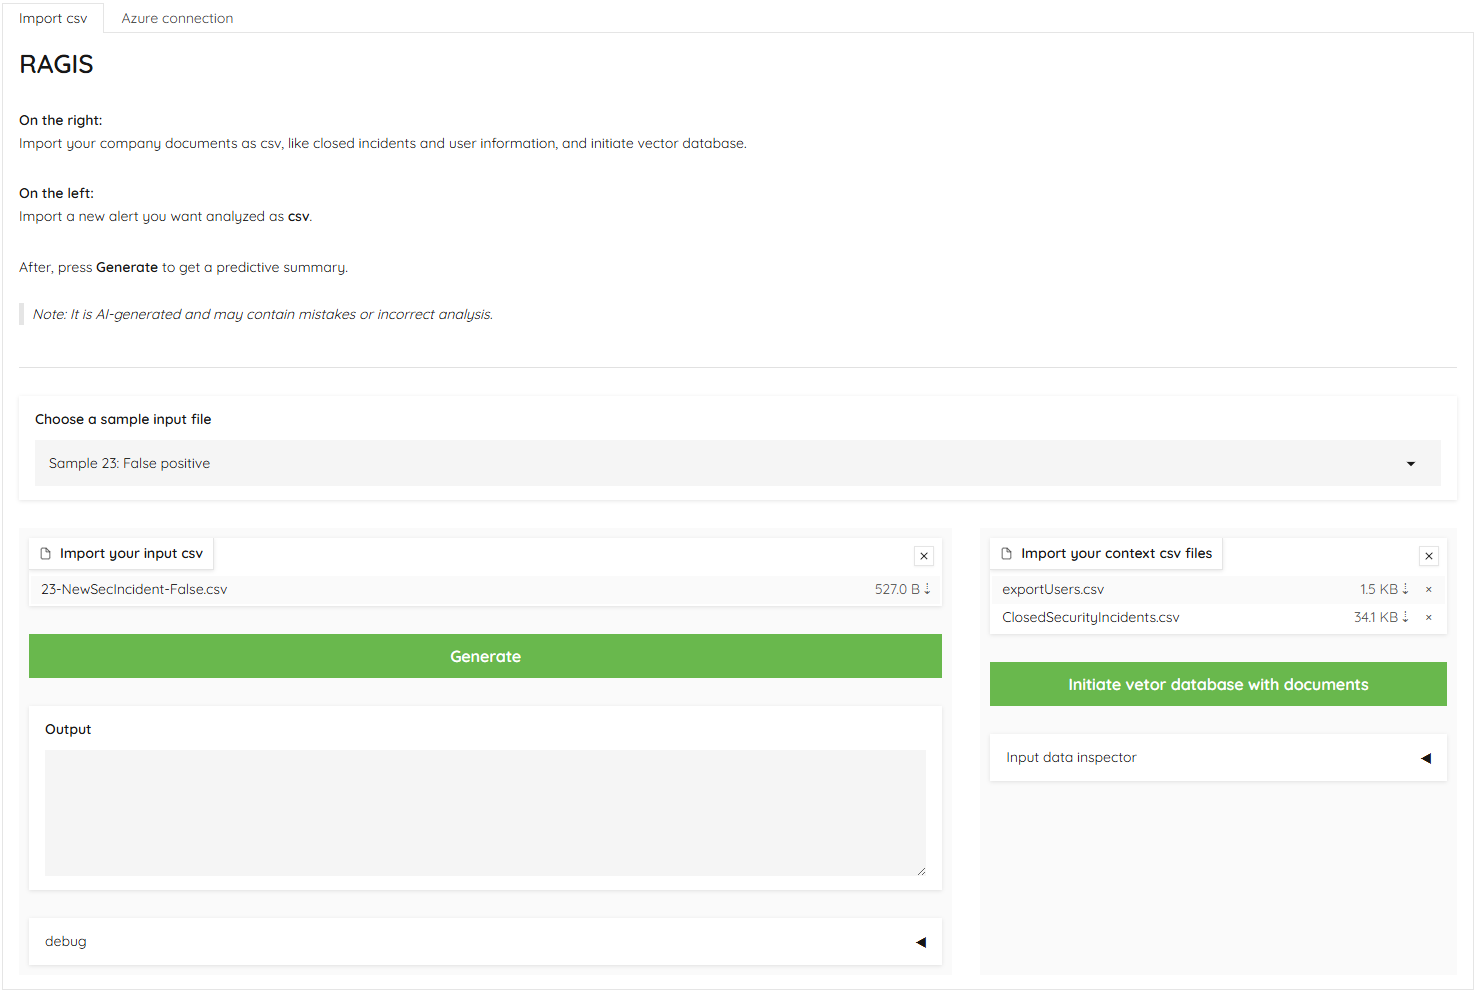 Import csv
Azure connection
RAGIS
On the right:
Import your company documents as csv, like closed incidents and user information, and initiate vector database.
On the left:
Import a new alert you want analyzed as csv.
After, press Generate to get a predictive summary.
Note: It is AI-generated and may contain mistakes or incorrect analysis.
Choose a sample input file
Sample 23: False positive
Import your input csv
23-NewSecIncident-False.csv
527.0 B ⇣
Generate
Output
debug
Import your context csv files
exportUsers.csv
1.5 KB ⇣
ClosedSecurityIncidents.csv
34.1 KB ⇣
Initiate vetor database with documents
Input data inspector